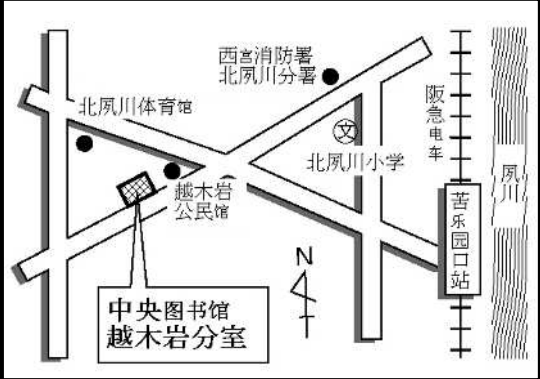 西宮消防署
北夙川分署
北夙川体育馆
文
北夙川小学
阪急电车
夙川
越木岩
公民馆
苦乐园口站
N
中央图书馆
越木岩分室